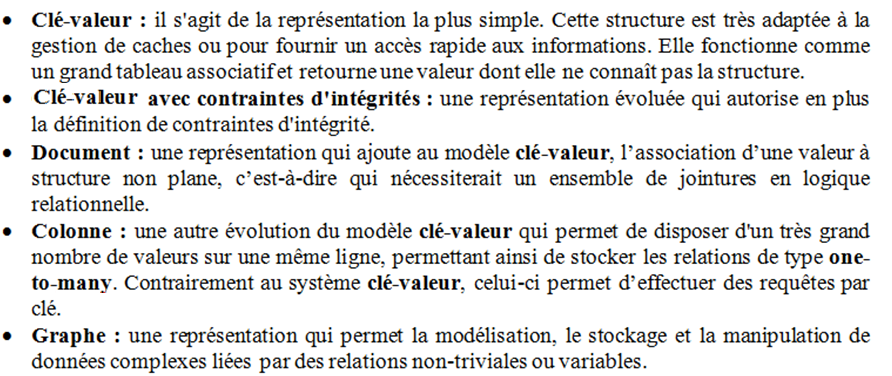 • Clé-valeur : il s'agit de la représentation la plus simple. Cette structure est très adaptée à la
gestion de caches ou pour fournir un accès rapide aux informations. Elle fonctionne comme
un grand tableau associatif et retourne une valeur dont elle ne connaît pas la structure.
• Clé-valeur avec contraintes d'intégrités : une représentation évoluée qui autorise en plus
la définition de contraintes d'intégrité.
• Document : une représentation qui ajoute au modèle clé-valeur, l’association d’une valeur à
structure non plane, c’est-à-dire qui nécessiterait un ensemble de jointures en logique
relationnelle.
• Colonne : une autre évolution du modèle clé-valeur qui permet de disposer d'un très grand
nombre de valeurs sur une même ligne, permettant ainsi de stocker les relations de type one-
to-many. Contrairement au système clé-valeur, celui-ci permet d’effectuer des requêtes par
clé.
• Graphe : une représentation qui permet la modélisation, le stockage et la manipulation de
données complexes liées par des relations non-triviales ou variables.